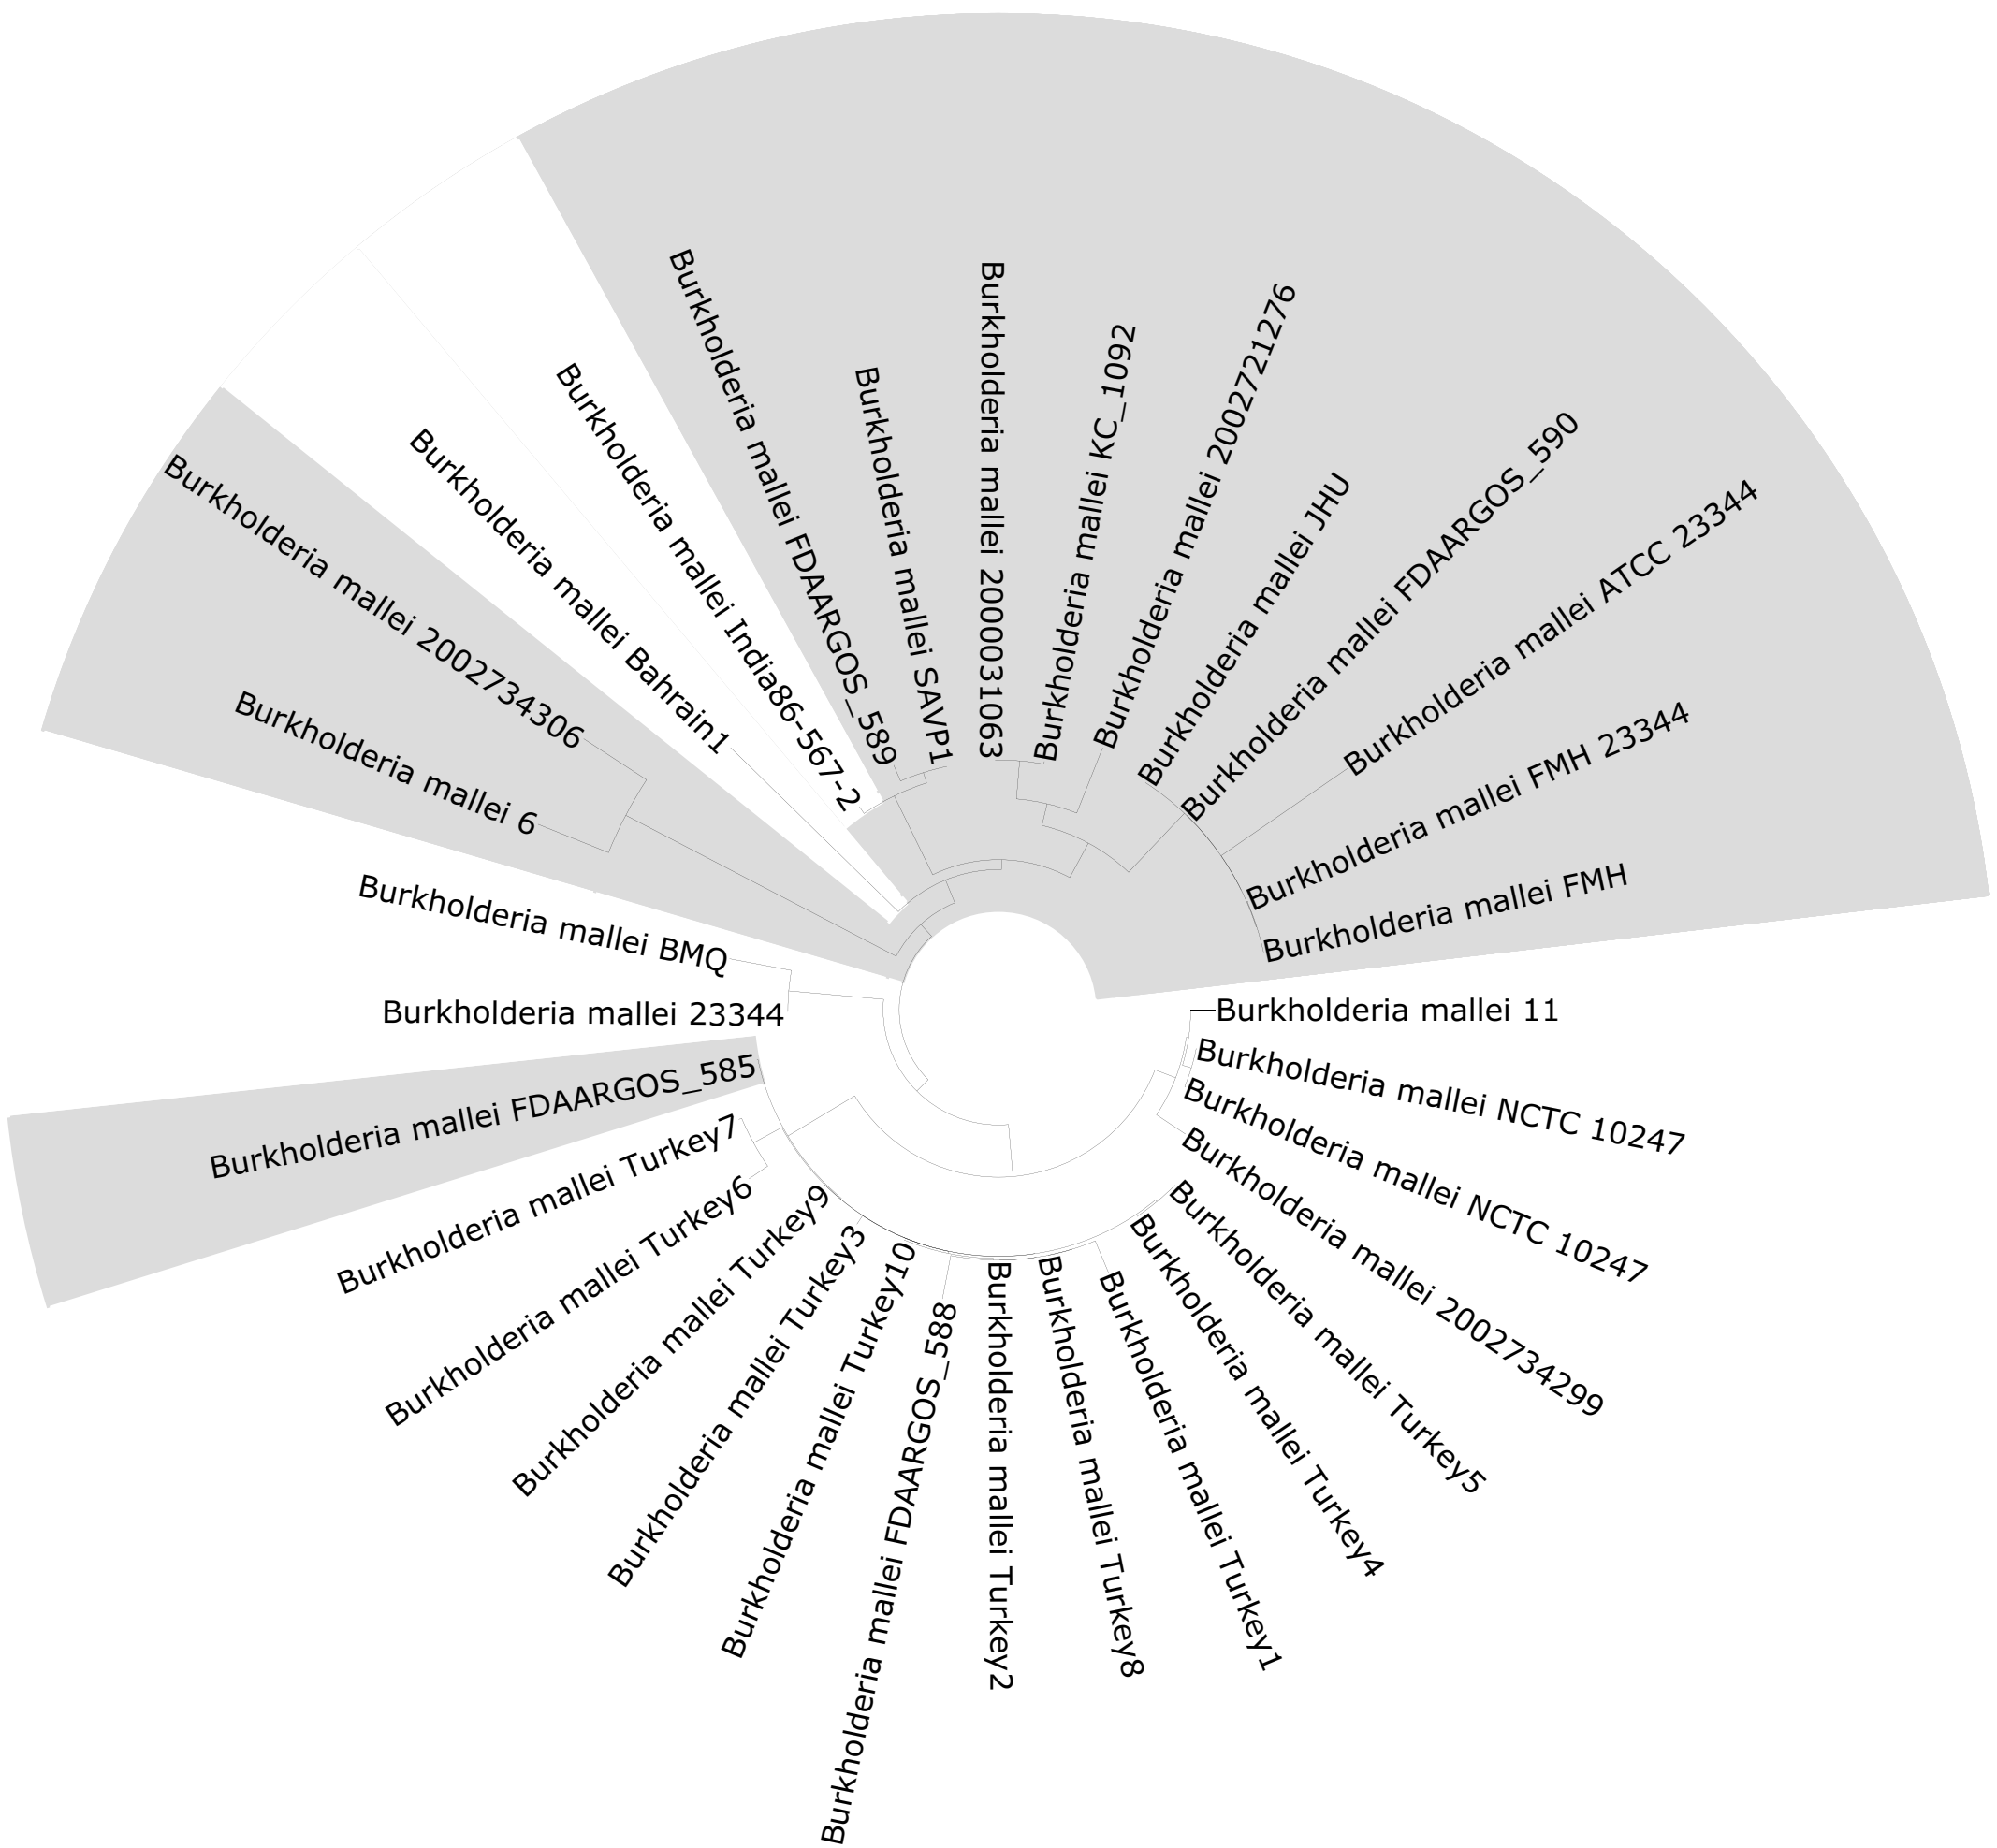 Burkholderia mallei FDAARGOS_589
Burkholderia mallei SAVP1
Burkholderia mallei 2000031063
Burkholderia mallei KC_1092
Burkholderia mallei 2002721276
Burkholderia mallei JHU
Burkholderia mallei FDAARGOS_590
Burkholderia mallei ATCC 23344
Burkholderia mallei FMH 23344
Burkholderia mallei FMH
Burkholderia mallei 11
Burkholderia mallei NCTC 10247
Burkholderia mallei NCTC 10247
Burkholderia mallei 2002734299
Burkholderia mallei Turkey5
Burkholderia mallei Turkey4
Burkholderia mallei Turkey1
Burkholderia mallei Turkey8
Burkholderia mallei Turkey2
Burkholderia mallei FDAARGOS_588
Burkholderia mallei Turkey10
Burkholderia mallei Turkey3
Burkholderia mallei Turkey9
Burkholderia mallei Turkey6
Burkholderia mallei Turkey7
Burkholderia mallei FDAARGOS_585
Burkholderia mallei 23344
Burkholderia mallei BMQ
Burkholderia mallei 6
Burkholderia mallei 2002734306
Burkholderia mallei Bahrain1
Burkholderia mallei India86-567-2